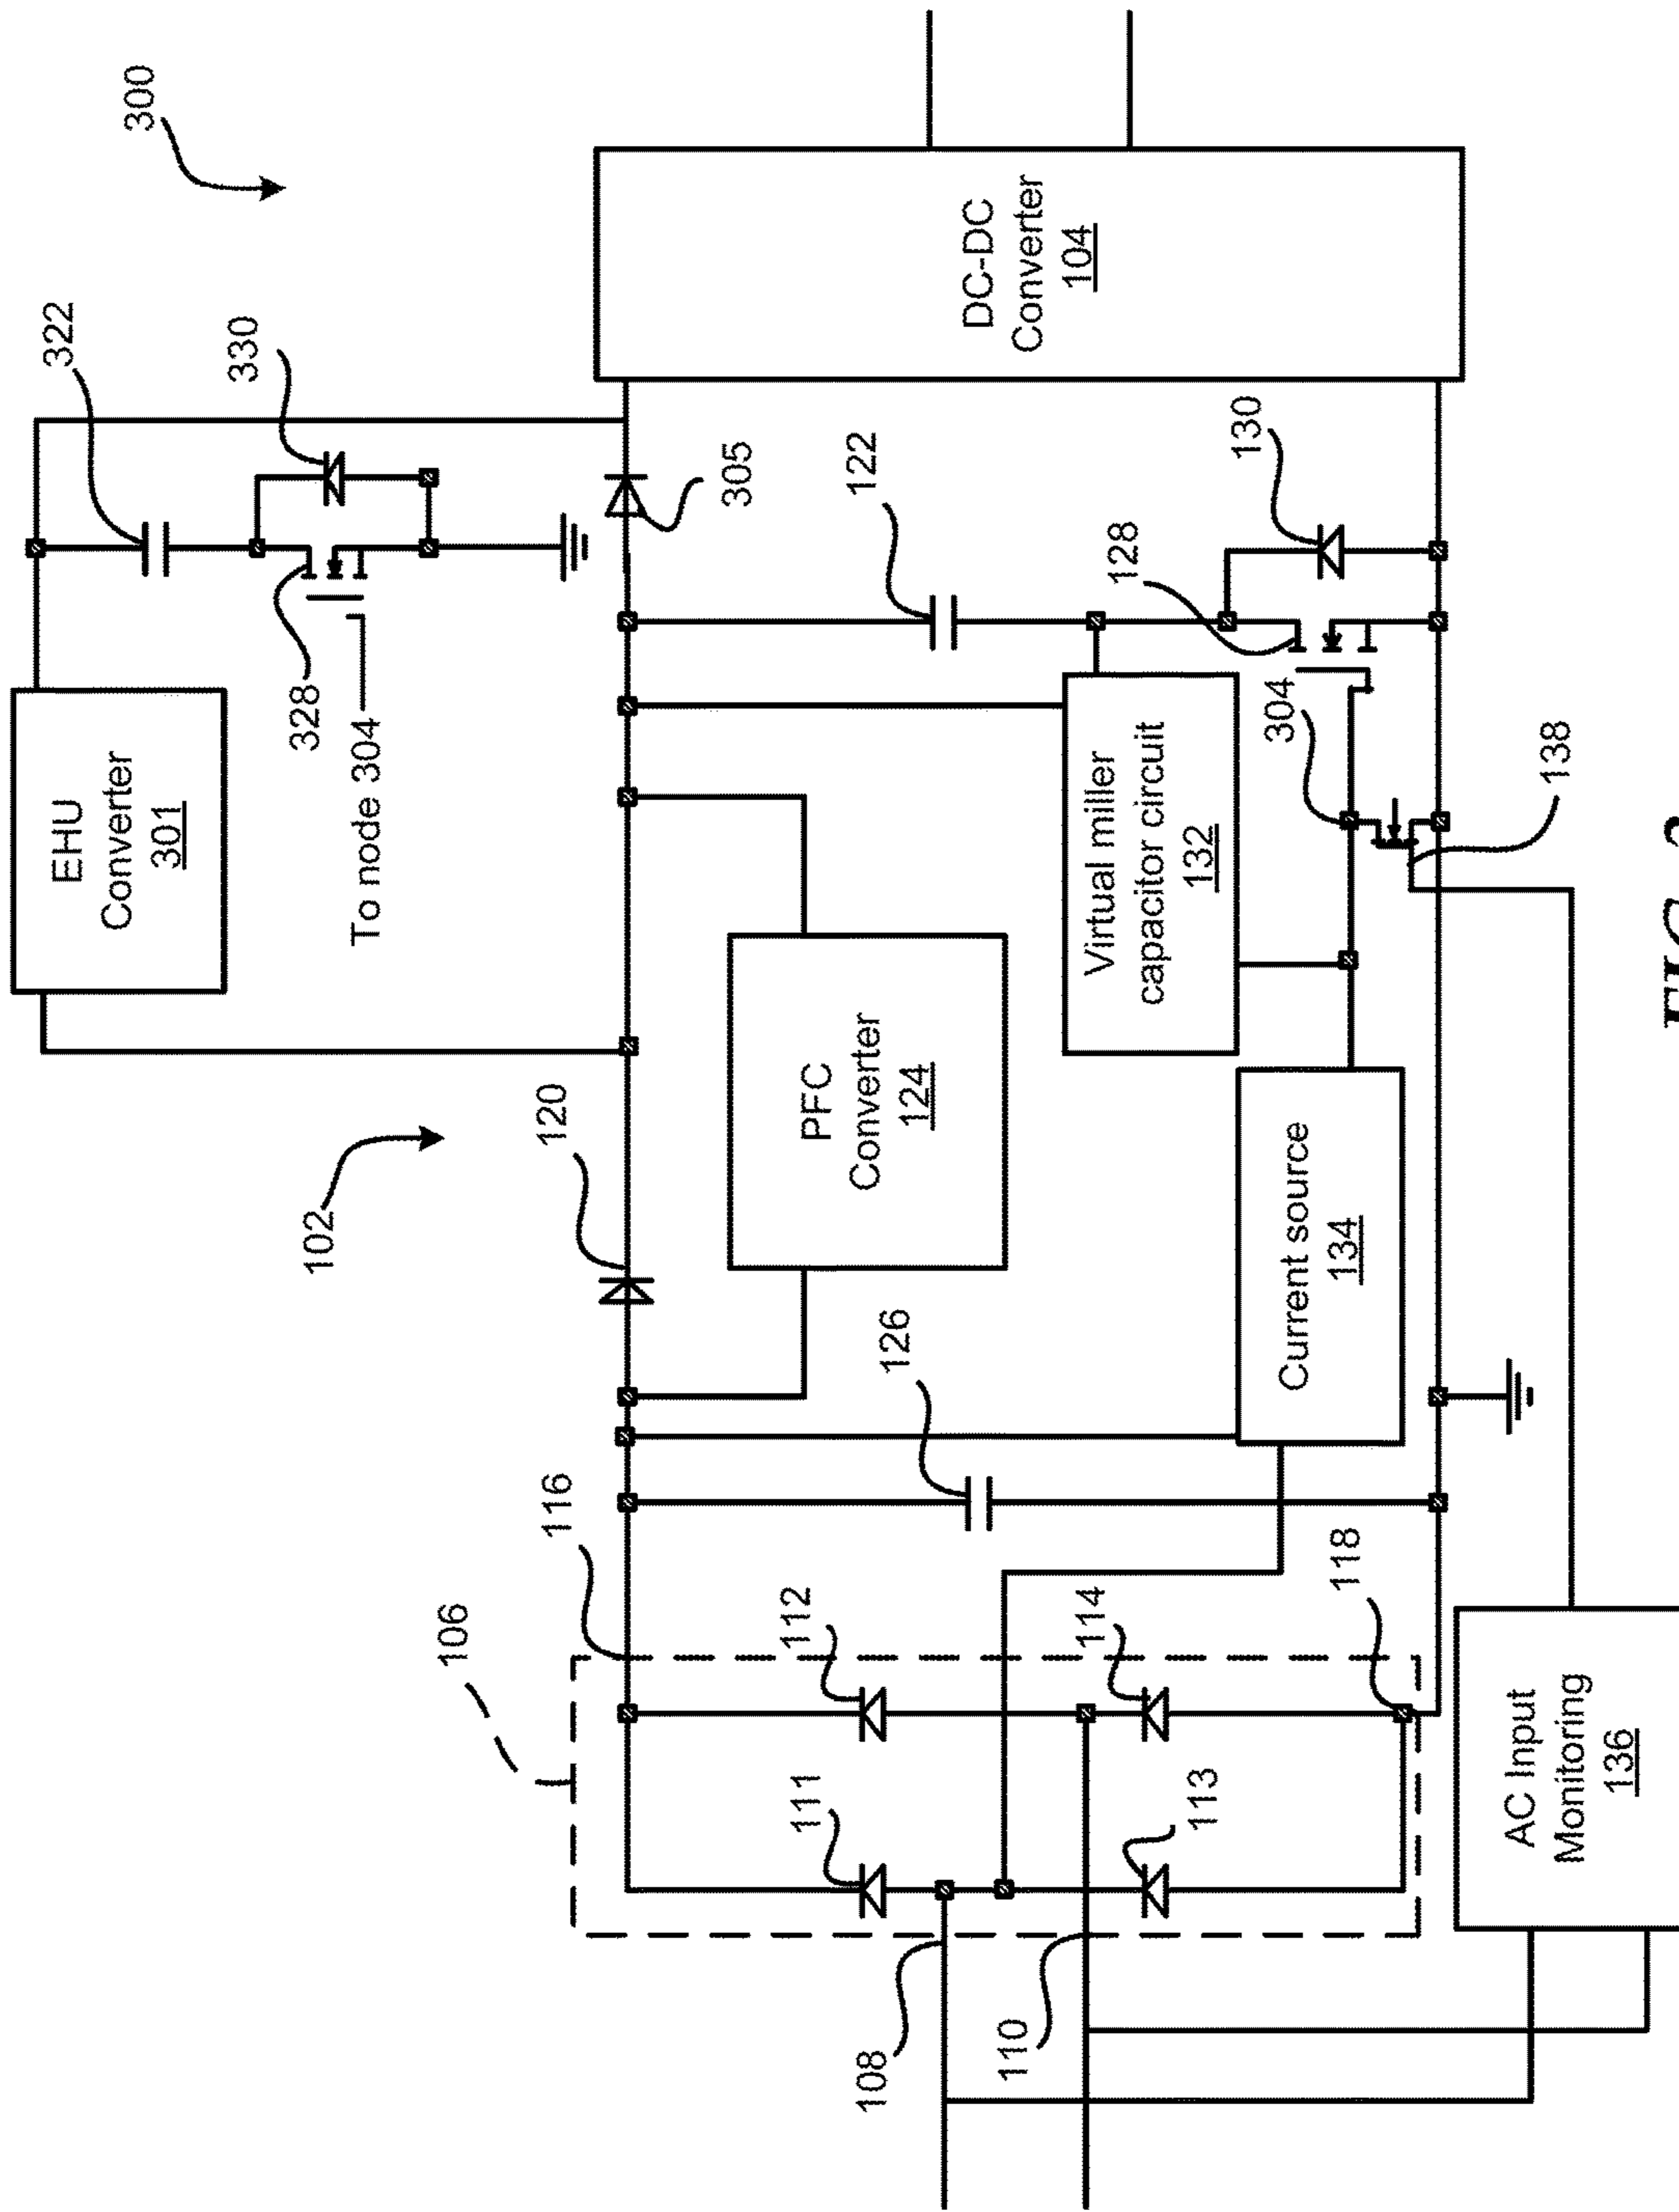 300
322
330
EHU
Converter
301
328
To node 304
102
120
305
DC-DC
Converter
104
122
130
128
304
138
PFC
Converter
124
Virtual miller
capacitor circuit
132
Current source
134
126
116
106
112
111
114
113
118
108
110
AC Input
Monitoring
136